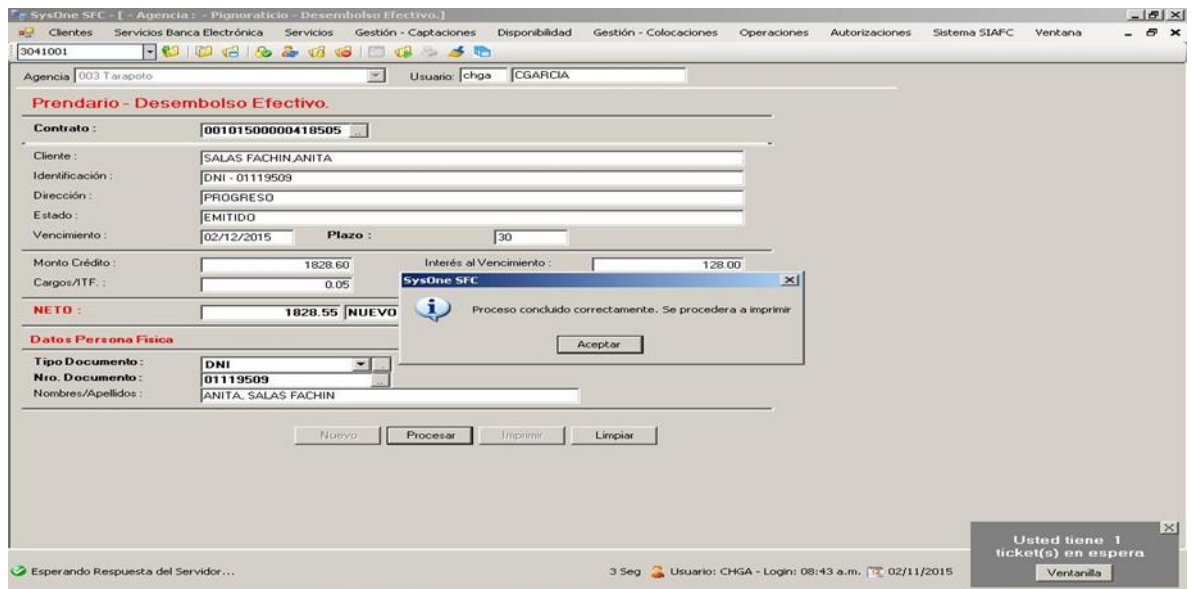 SysOne SFC - [ - Agencia : - Pignoraticio - Desembolso Efectivo.]
Clientes Servicios Banca Electrónica Servicios Gestión - Captaciones Disponibilidad Gestión - Colocaciones Operaciones Autorizaciones Sistema SIAFC Ventana
3041001
Agencia 003 Tarapoto Usuario: chga CGARCIA
Prendario - Desembolso Efectivo.
Contrato : 00101500000418505 ..
Cliente : SALAS FACHIN,ANITA
Identificación : DNI - 01119509
Dirección : PROGRESO
Estado : EMITIDO
Vencimiento : 02/12/2015 Plazo : 30
Monto Crédito : 1828.60 Interés al Vencimiento : 128.00
Cargos/ITF. : 0.05
SysOne SFC
NETO : 1828.55 NUEVO
Proceso concluido correctamente. Se procedera a imprimir
Aceptar
Datos Persona Fisica
Tipo Documento : DNI
Nro. Documento : 01119509
Nombres/Apellidos : ANITA, SALAS FACHIN
Nuevo Procesar Imprimir Limpiar
Usted tiene 1
ticket(s) en espera
Ventanilla
Esperando Respuesta del Servidor... 3 Seg Usuario: CHGA - Login: 08:43 a.m. 02/11/2015